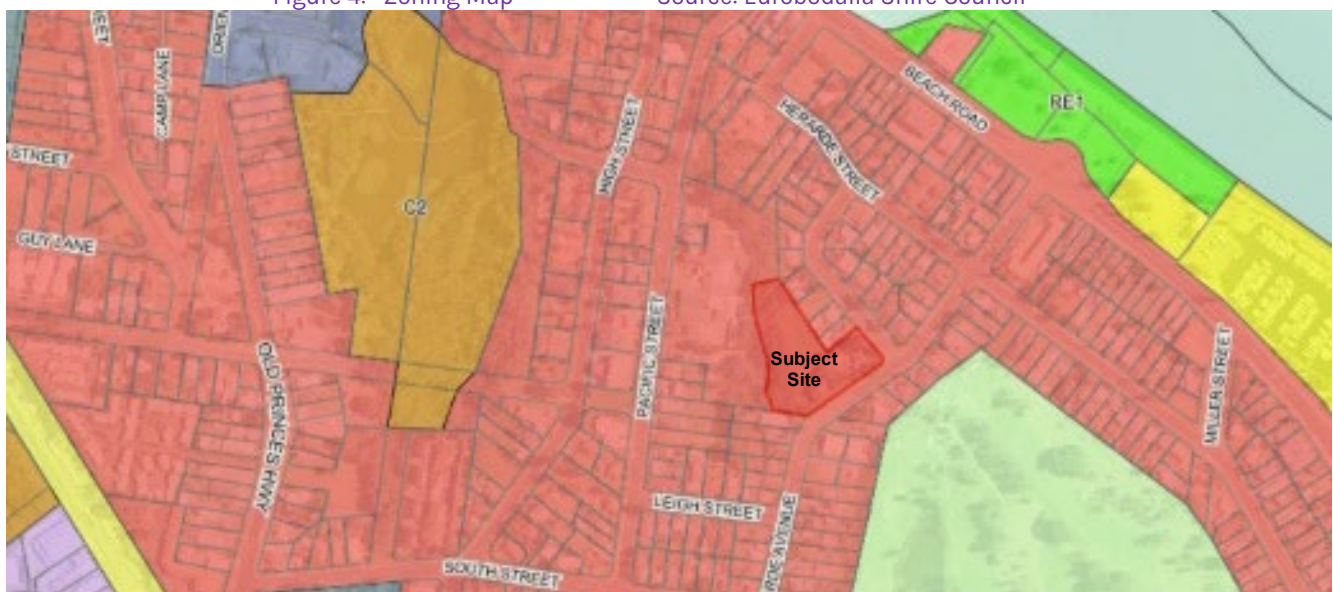 Figure 4. Zoning Map Source: Eurobodalla Shire Council
CAMP LANE
BEACH ROAD
RE1
HERARDE STREET
HIGH STREET
STREET
C2
GUY LANE
PACIFIC STREET
Subject
Site
OLD PRINCES HWY
MILLER STREET
LEIGH STREET
AVENUE
SOUTH STREET